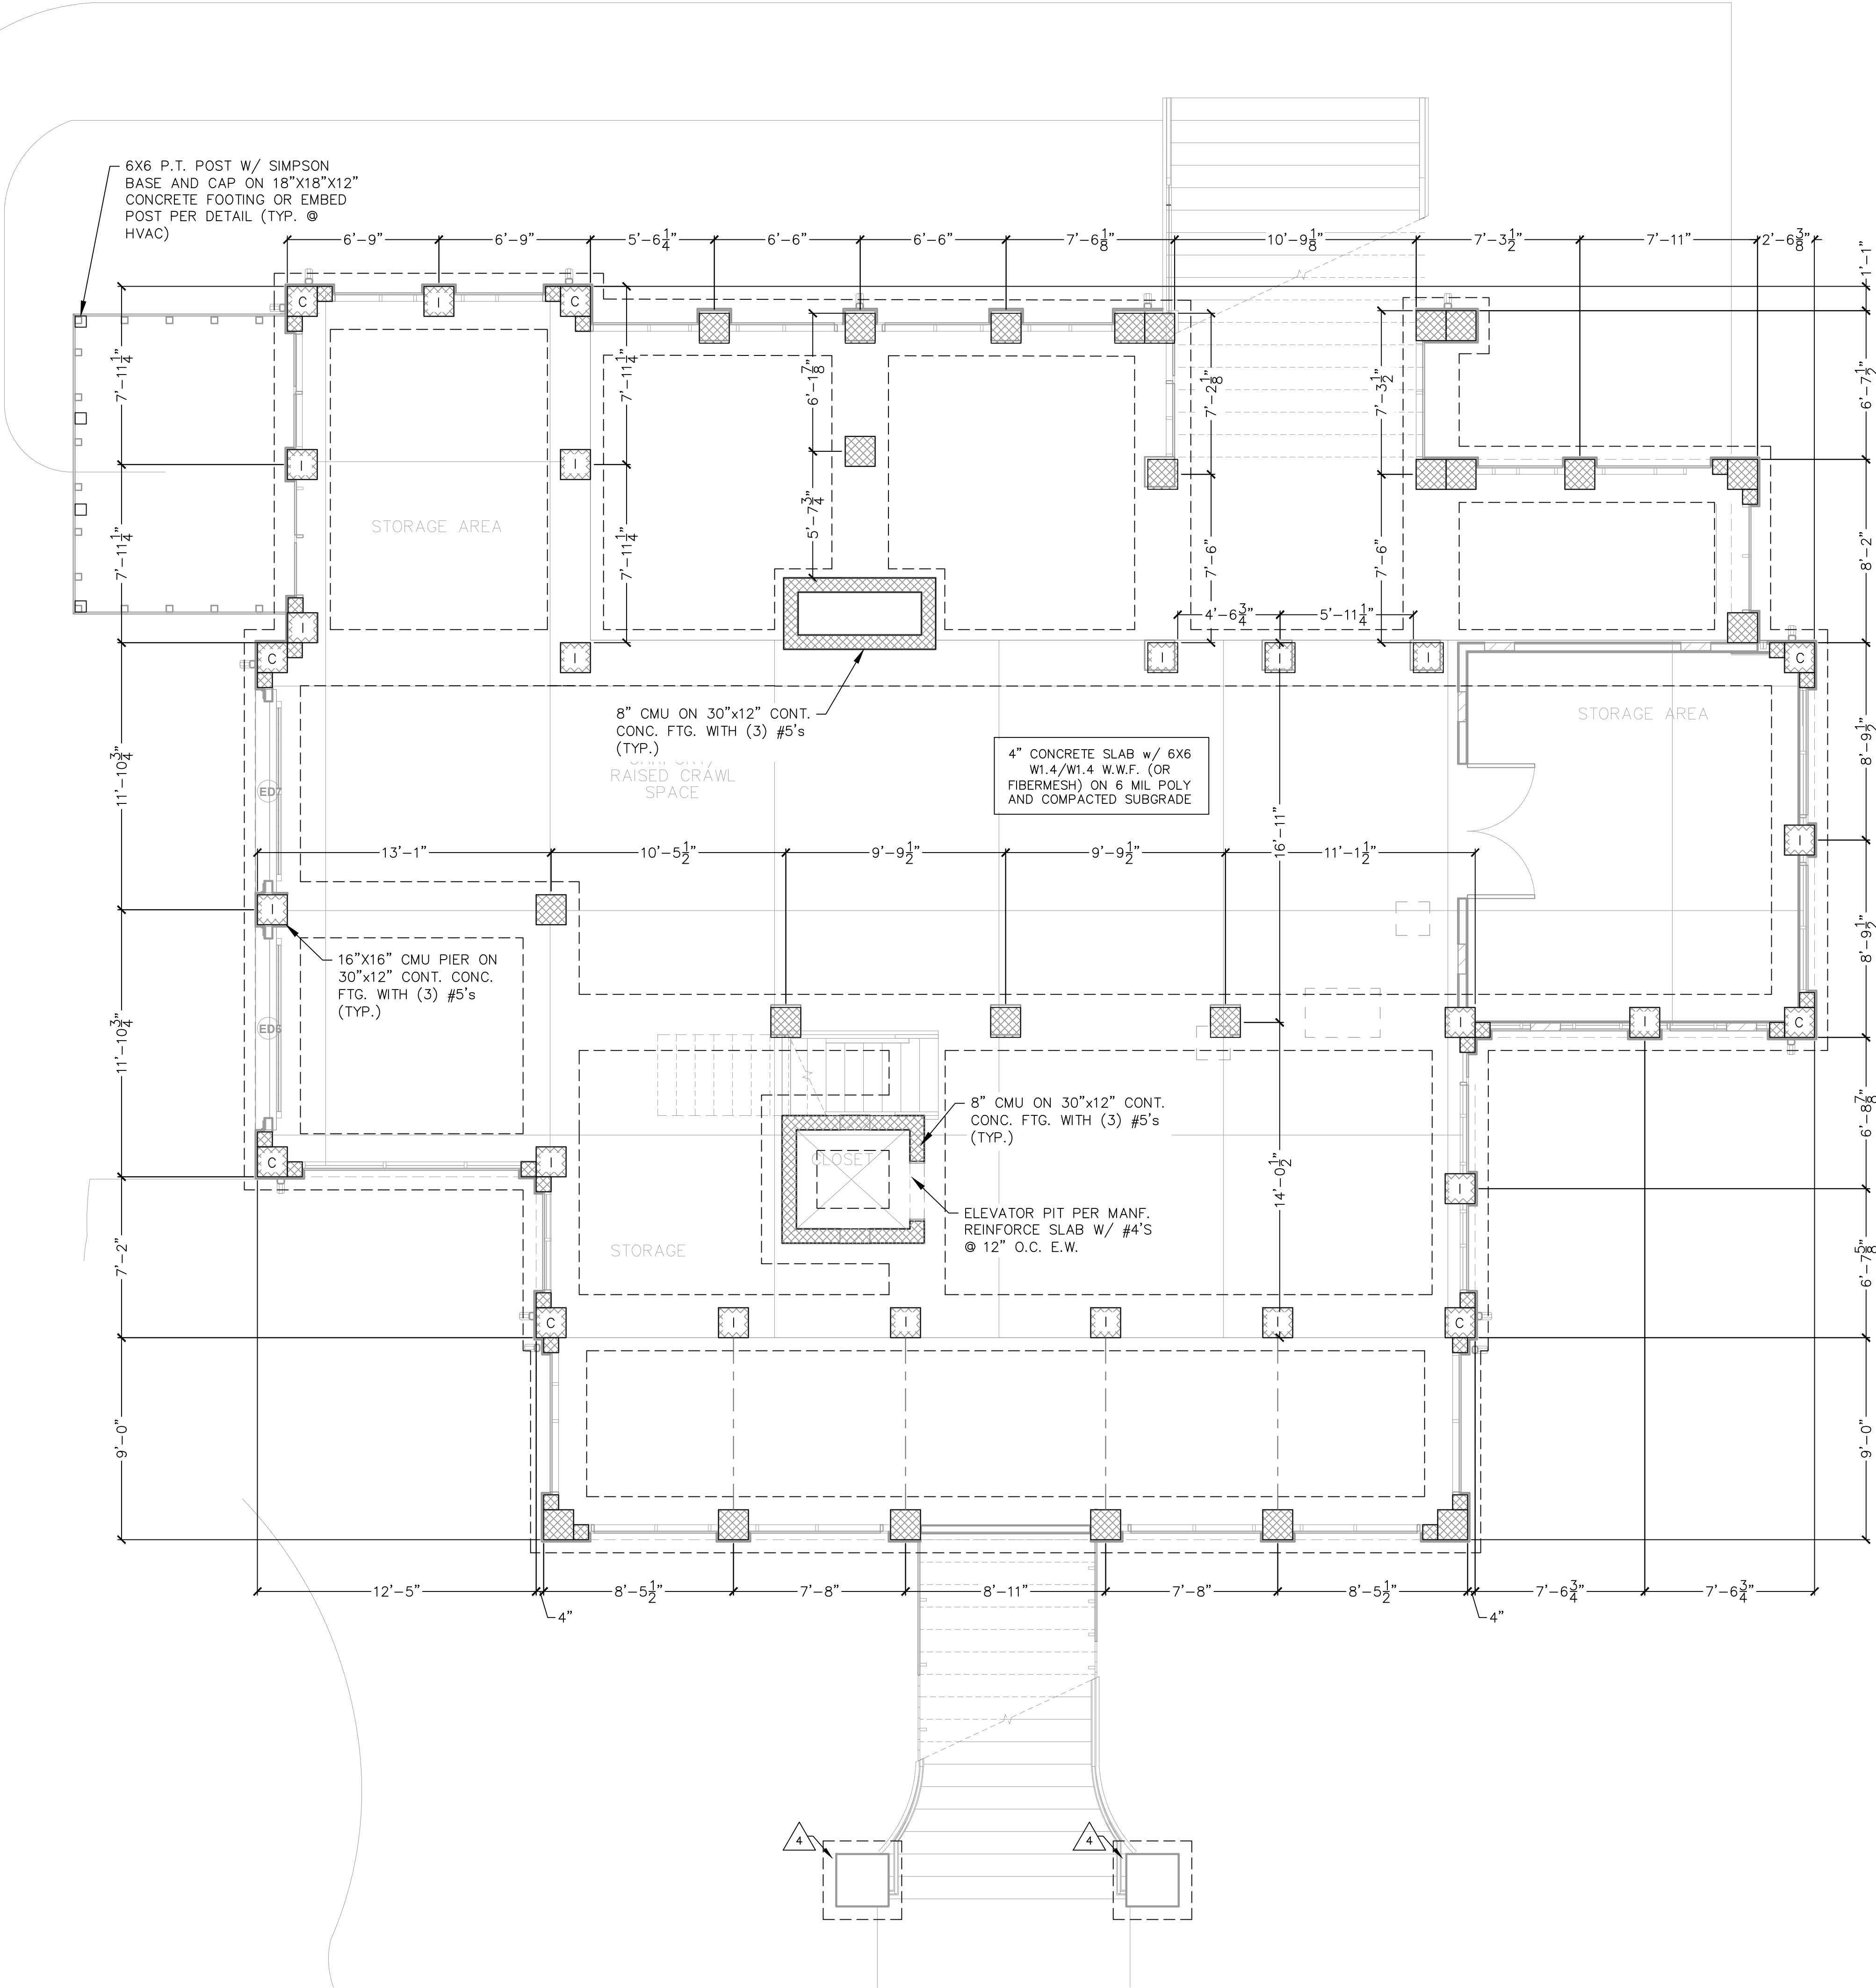 6X6 P.T. POST W/ SIMPSON
BASE AND CAP ON 18"X18"X12"
CONCRETE FOOTING OR EMBED
POST PER DETAIL (TYP. @
HVAC)
6'-9" 6'-9" 5'-6 1/4" 6'-6" 6'-6" 7'-6 1/8" 10'-9 1/8" 7'-3 1/2" 7'-11" 2'-6 3/8"
1'-1"
C I C
7'-11 1/4" 7'-11 1/4" 6'-1 7/8" 7'-2 1/8" 7'-3 1/2" 6'-7 1/2"
I I
STORAGE AREA
7'-11 1/4" 7'-11 1/4" 5'-7 3/4" 7'-6" 7'-6" 8'-2"
4'-6 3/4" 5'-11 1/4"
I
C I I I I C
8" CMU ON 30"x12" CONT.
CONC. FTG. WITH (3) #5's
(TYP.)
STORAGE AREA
RAISED CRAWL
SPACE
4" CONCRETE SLAB w/ 6X6
W1.4/W1.4 W.W.F. (OR
FIBERMESH) ON 6 MIL POLY
AND COMPACTED SUBGRADE
11'-10 3/4" ED7 8'-9 1/2"
16'-11"
I
13'-1" 10'-5 1/2" 9'-9 1/2" 9'-9 1/2" 11'-1 1/2"
I
8'-9 1/2"
16"X16" CMU PIER ON
30"x12" CONT. CONC.
FTG. WITH (3) #5's
(TYP.)
11'-10 3/4" ED6
I I C
8" CMU ON 30"x12" CONT.
CONC. FTG. WITH (3) #5's
(TYP.)
6'-8 7/8"
C I
CLOSET
14'-0 1/2"
I
ELEVATOR PIT PER MANF.
REINFORCE SLAB W/ #4'S
@ 12" O.C. E.W.
STORAGE
7'-2" 6'-7 5/8"
C I I I I C
9'-0" 9'-0"
12'-5" 8'-5 1/2" 7'-8" 8'-11" 7'-8" 8'-5 1/2" 7'-6 3/4" 7'-6 3/4"
4" 4"
4 4